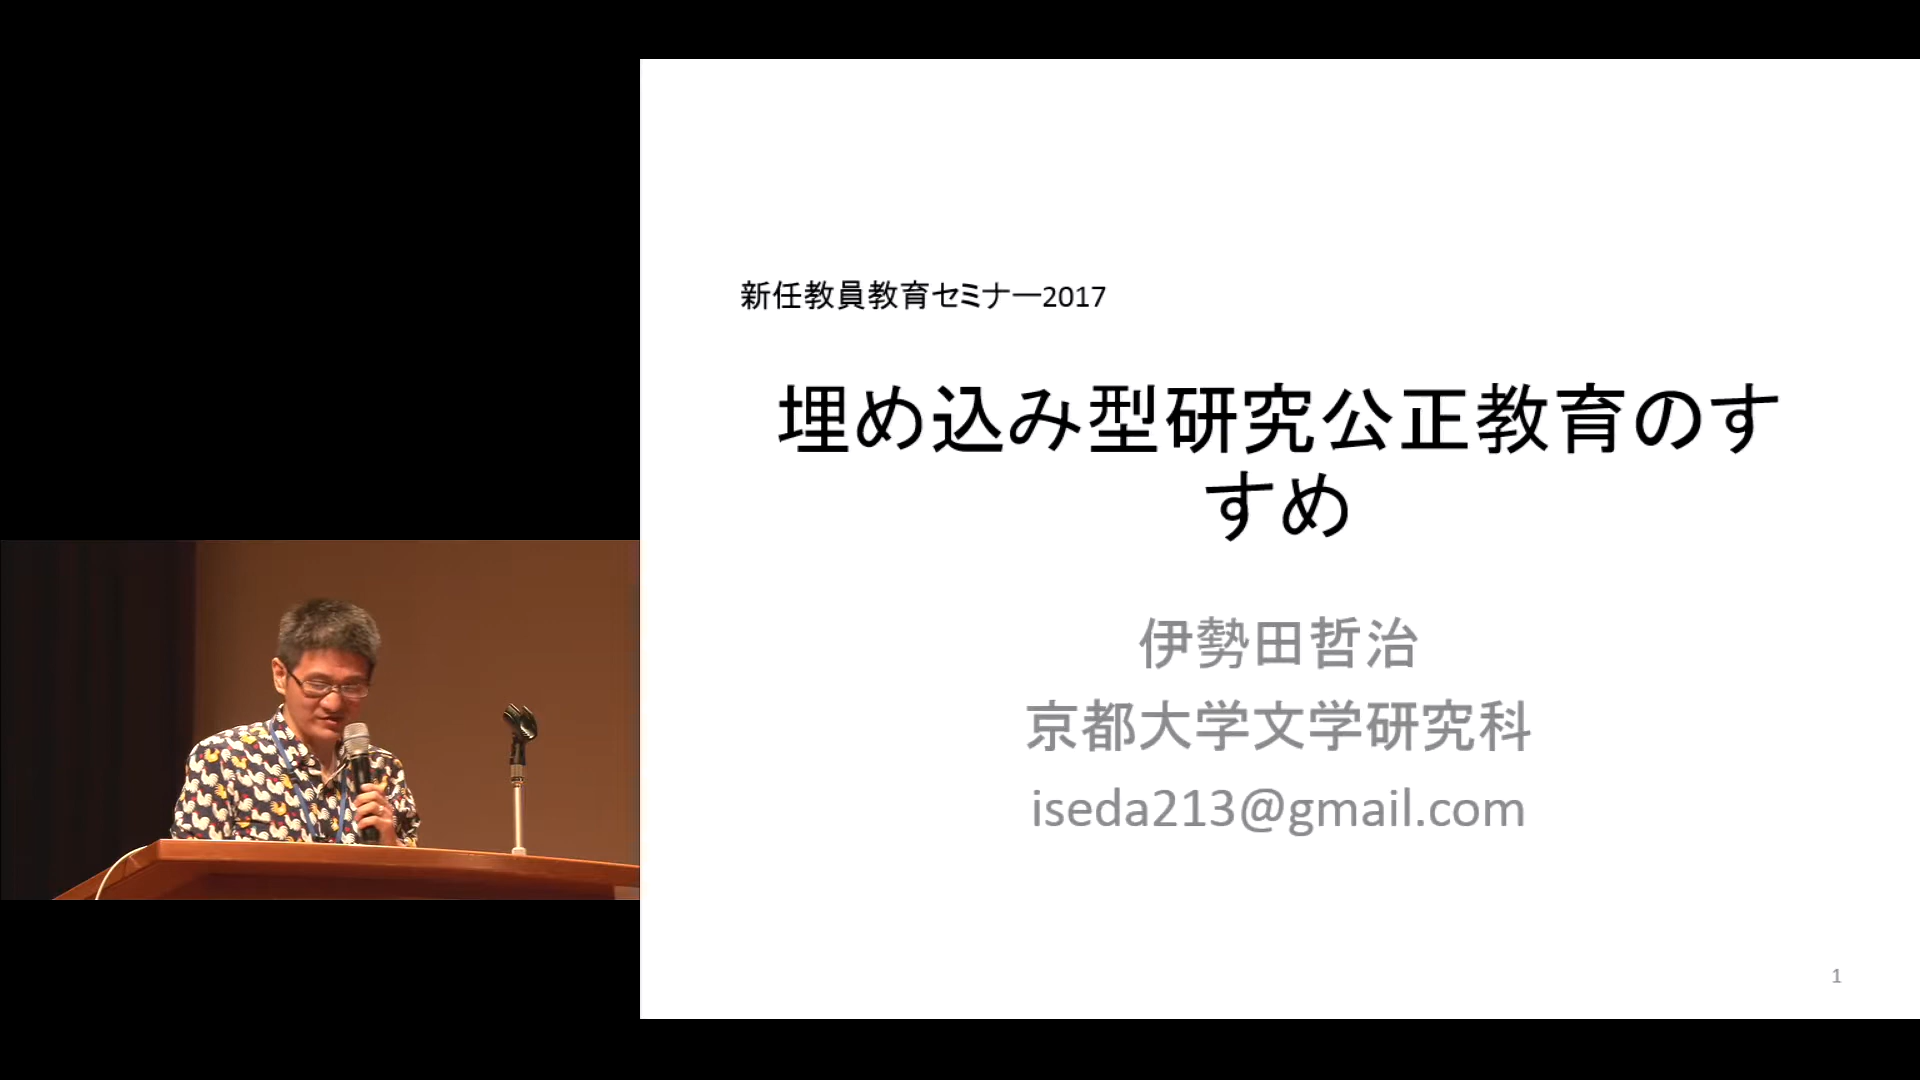 新任教員教育セミナー2017
埋め込み型研究公正教育のす
すめ
伊勢田哲治
京都大学文学研究科
iseda213@gmail.com
1